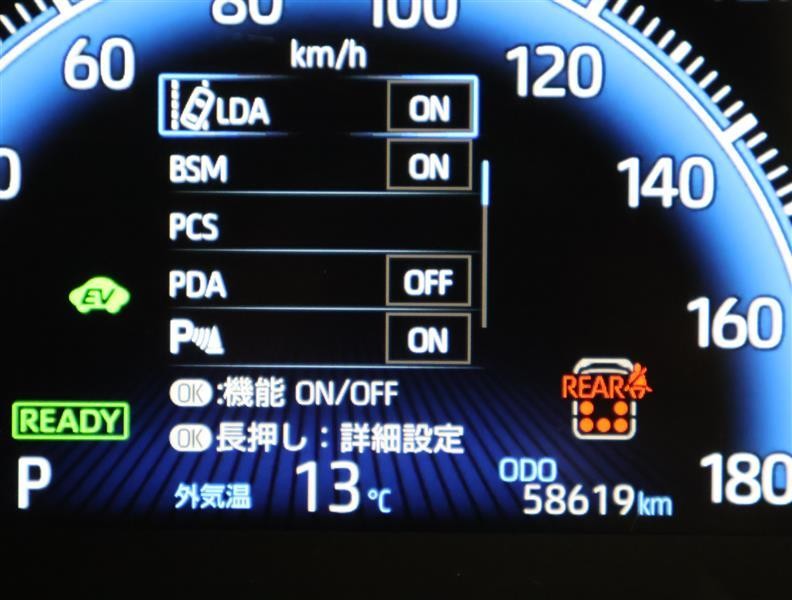 80 100
60 km/h 120
LDA ON
BSM ON
140
PCS
PDA OFF
EV
160
P ON
REAR
OK:機能 ON/OFF
READY
OK長押し:詳細設定
P 外気温 13℃ ODO 58619km 180